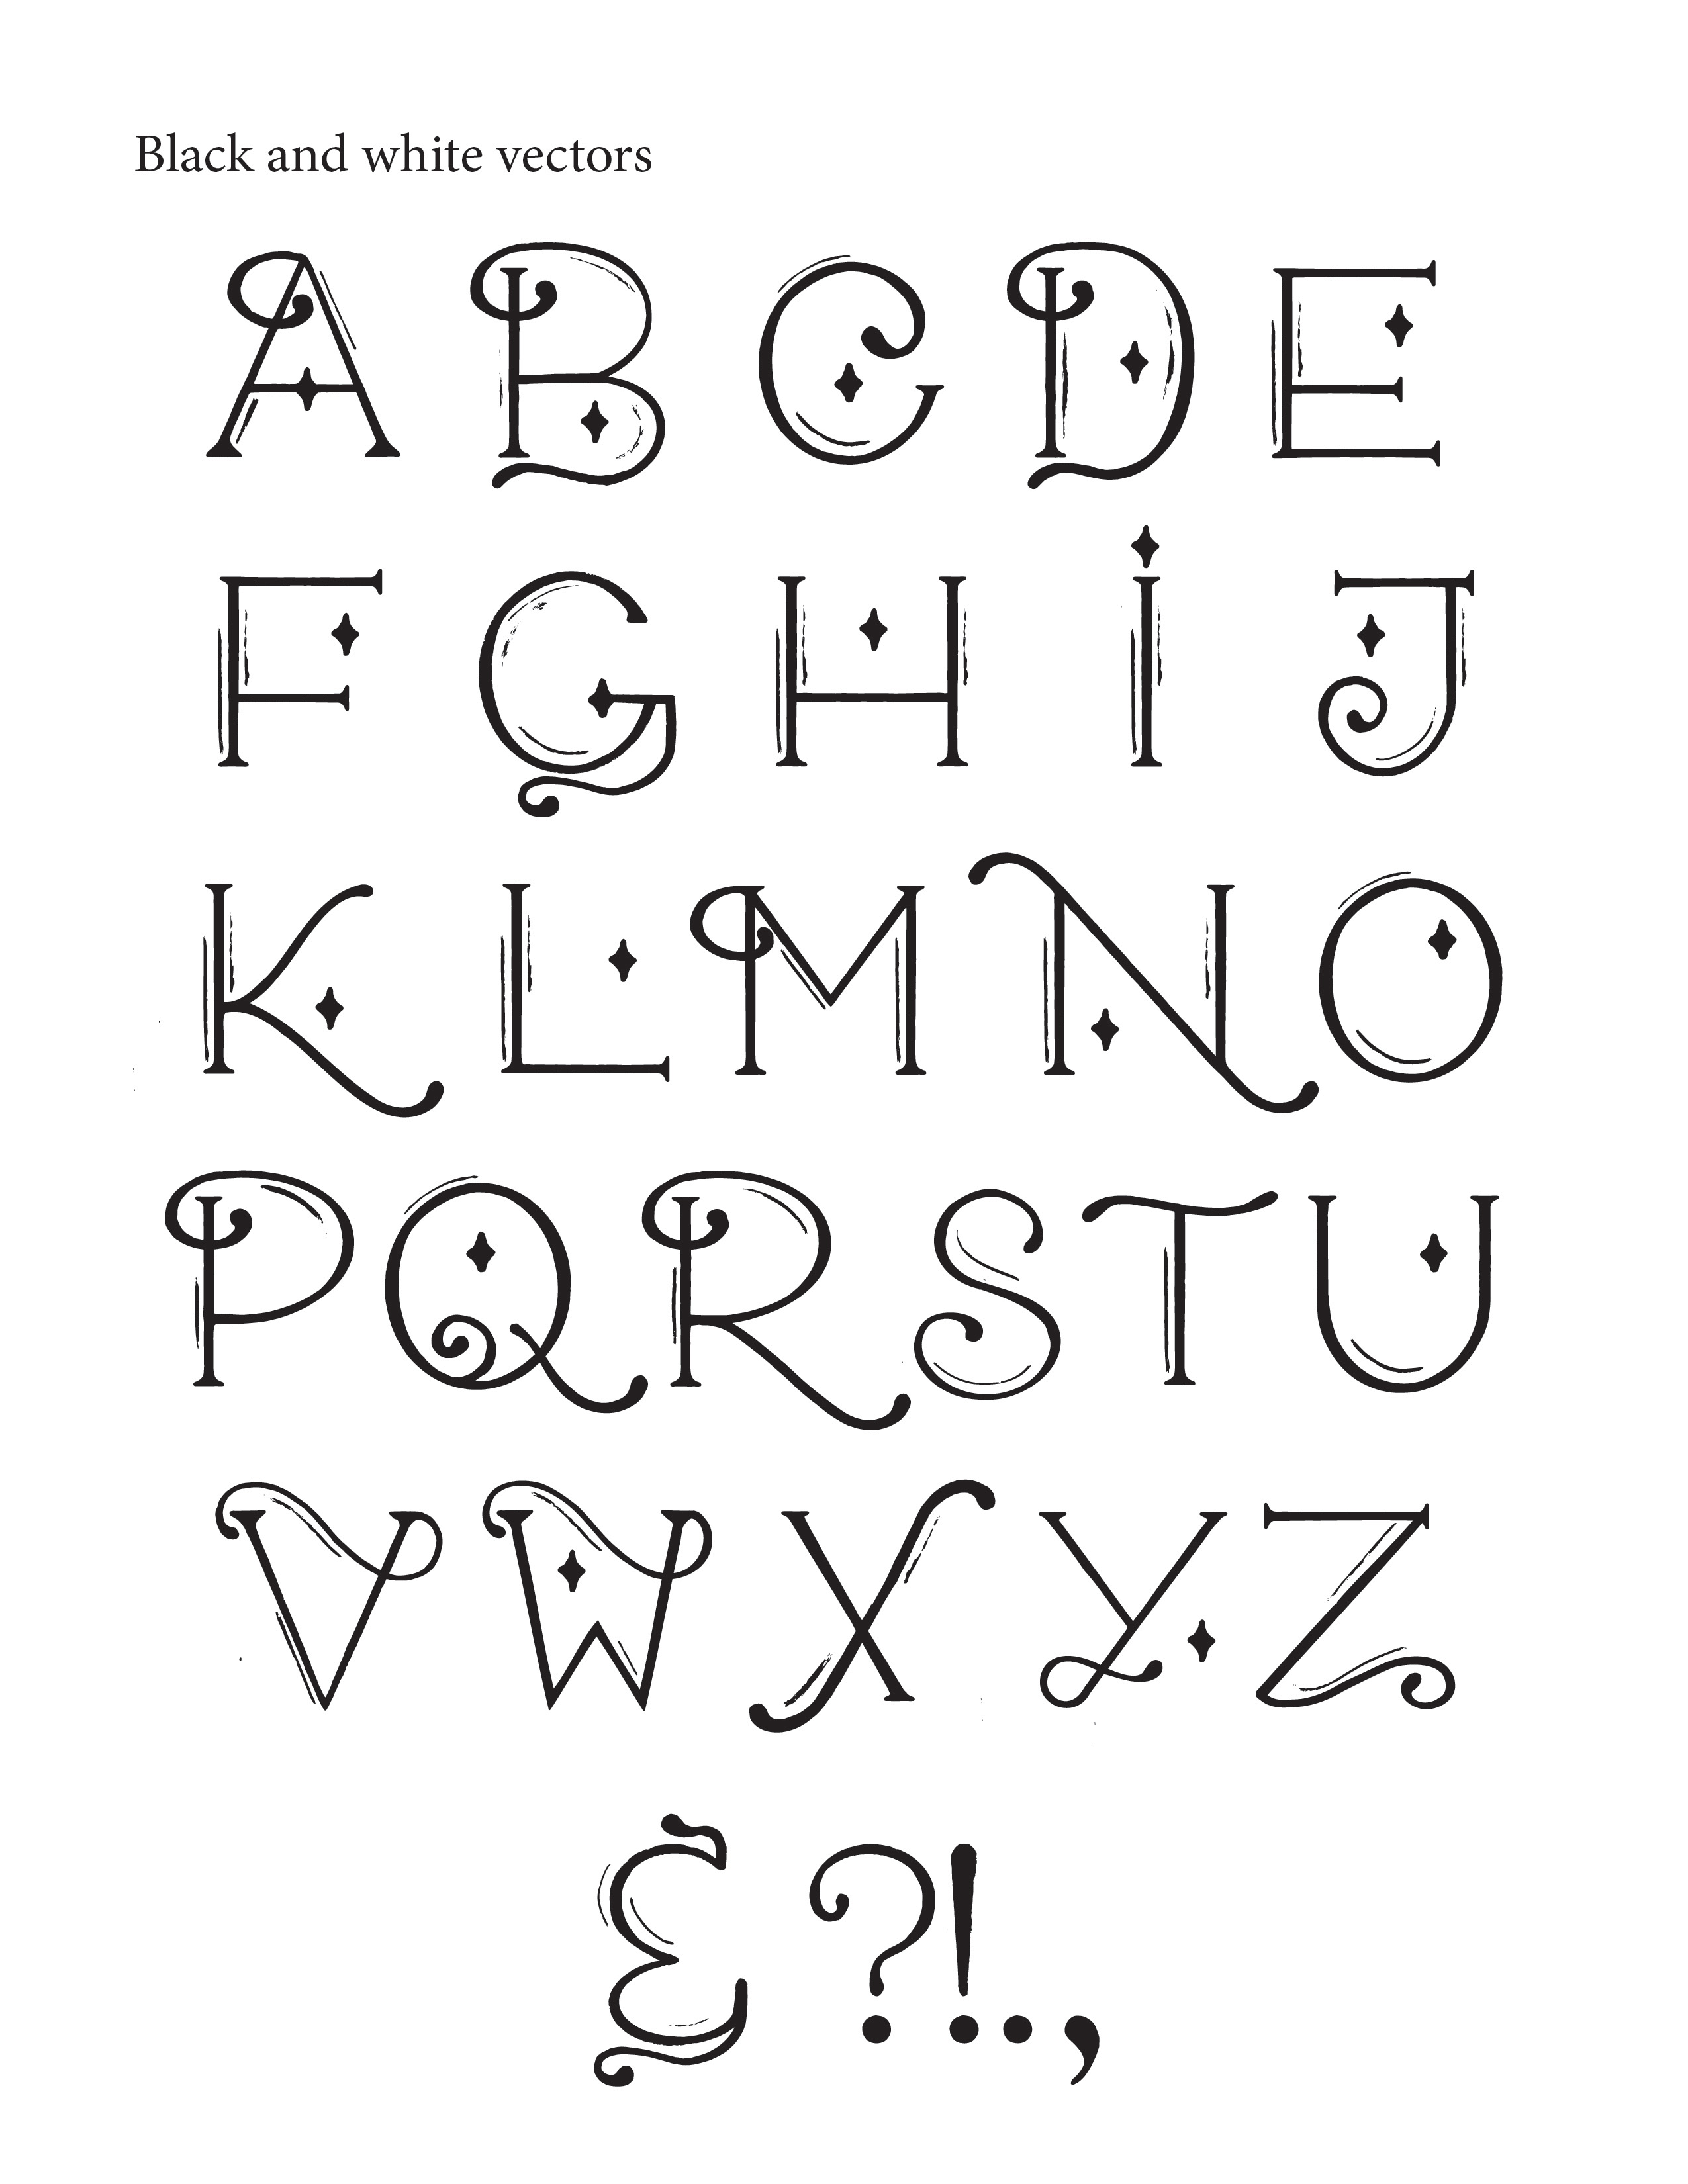 Black and white vectors
A B C D E
F G H I J
K L M N O
P Q R S T U
V W X Y Z
& ? ! . ,